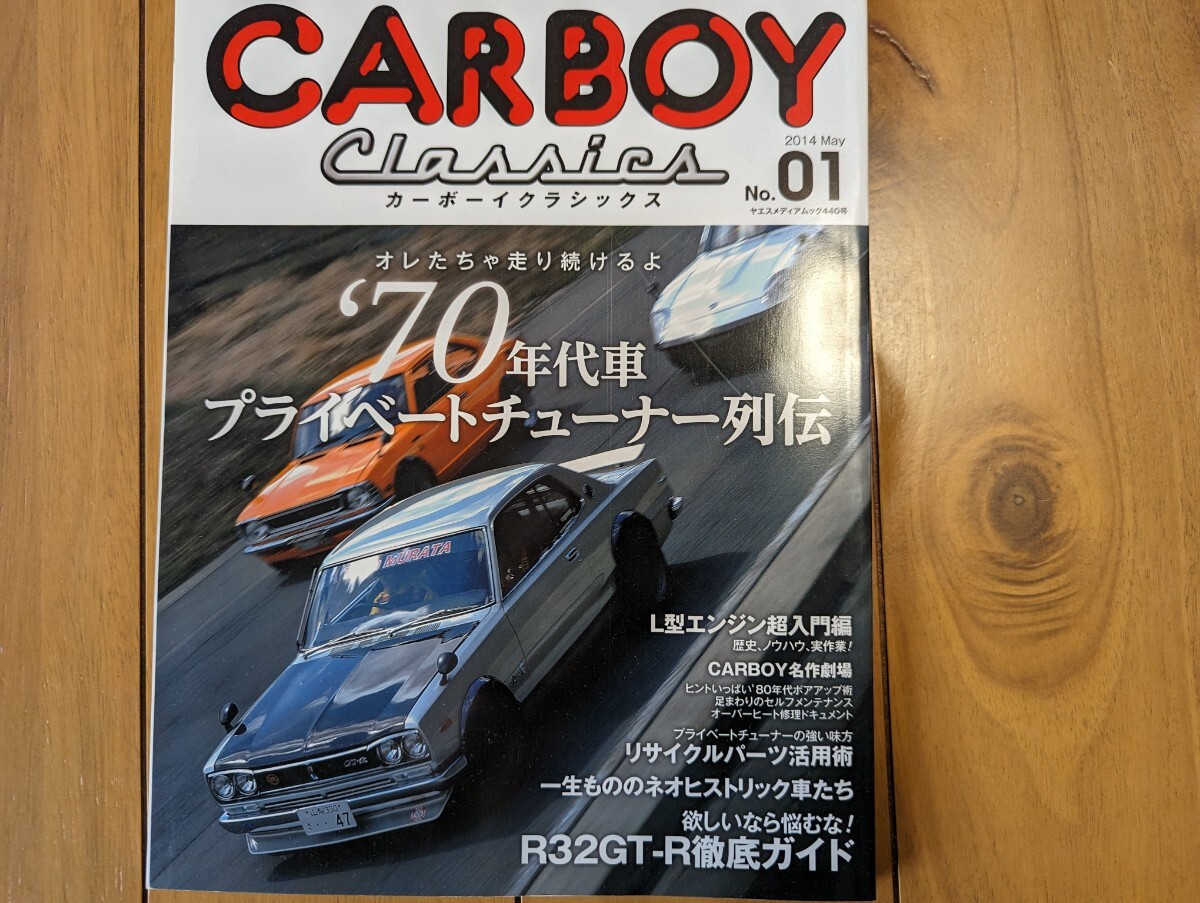 CARBOY
Classics
カーボーイクラシックス
2014 May
No.01
ヤエスメディアムック440号
オレたちゃ走り続けるよ
'70年代車
プライベートチューナー列伝
MURATA
L型エンジン超入門編
歴史、ノウハウ、実作業!
CARBOY名作劇場
ヒントいっぱい'80年代ボアアップ術
足まわりのセルフメンテナンス
オーバーヒート修理ドキュメント
プライベートチューナーの強い味方
リサイクルパーツ活用術
一生もののネオヒストリック車たち
欲しいなら悩むな!
R32GT-R徹底ガイド
GT-R
47